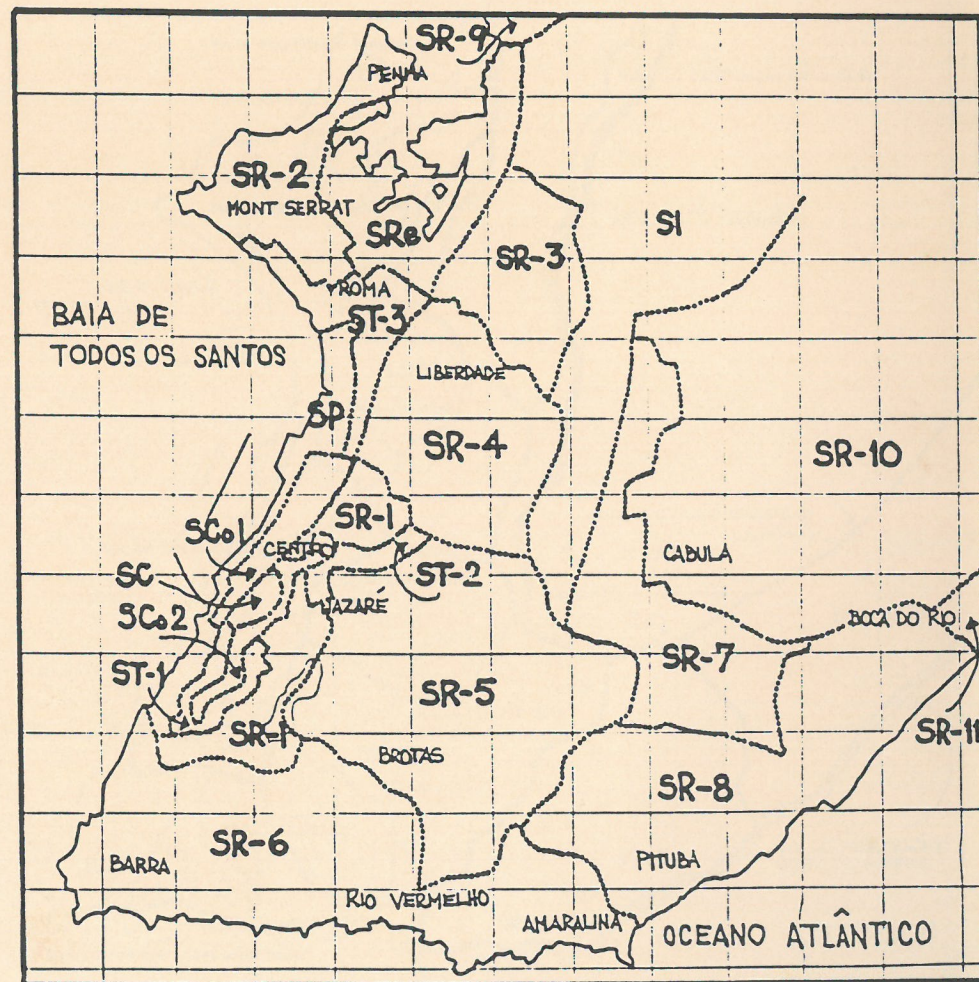 SR-9
PENHA
SR-2
MONT SERRAT
SRe
SI
SR-3
ROMA
ST-3
BAIA DE
TODOS OS SANTOS
LIBERDADE
SP
SR-4
SR-10
SCo1
SR-1
CENTRO
CABULA
SC
ST-2
SCo2
NAZARÉ
BOCA DO RIO
ST-1
SR-7
SR-5
SR-1
SR-11
BROTAS
SR-8
SR-6
BARRA
PITUBA
RIO VERMELHO
AMARALINA
OCEANO ATLÂNTICO